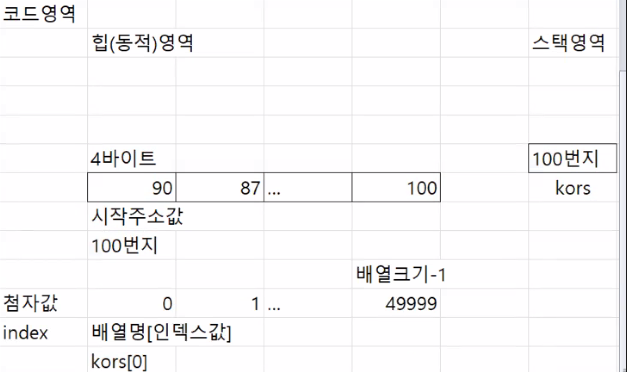 코드영역
힙(동적)영역 스택영역
4바이트 100번지
90 87 ... 100 kors
시작주소값
100번지
배열크기-1
첨자값 0 1 ... 49999
index 배열명[인덱스값]
kors[0]